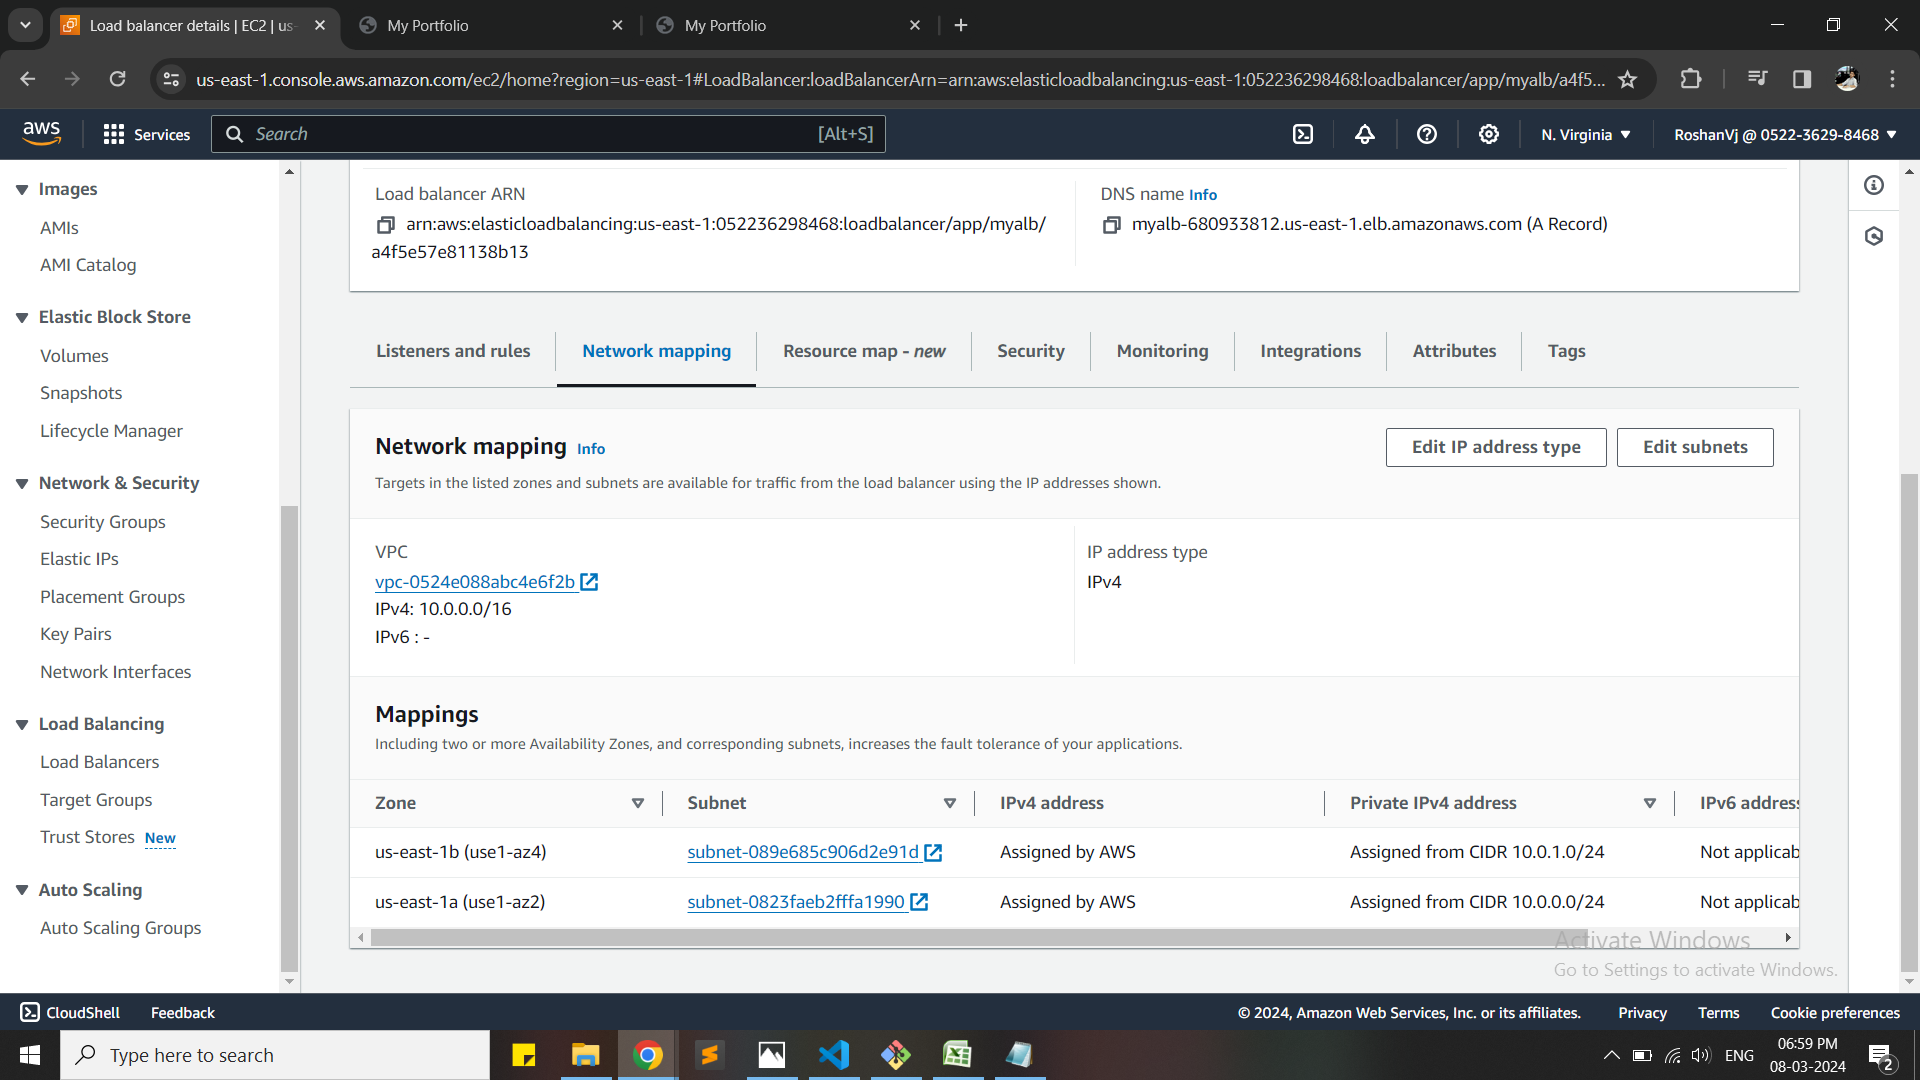 Load balancer details | EC2 | us-
My Portfolio
My Portfolio
us-east-1.console.aws.amazon.com/ec2/home?region=us-east-1#LoadBalancer:loadBalancerArn=arn:aws:elasticloadbalancing:us-east-1:052236298468:loadbalancer/app/myalb/a4f5...
aws
Services
Search
[Alt+S]
N. Virginia
RoshanVj @ 0522-3629-8468
Images
AMIs
AMI Catalog
Elastic Block Store
Volumes
Snapshots
Lifecycle Manager
Network & Security
Security Groups
Elastic IPs
Placement Groups
Key Pairs
Network Interfaces
Load Balancing
Load Balancers
Target Groups
Trust Stores New
Auto Scaling
Auto Scaling Groups
Load balancer ARN
arn:aws:elasticloadbalancing:us-east-1:052236298468:loadbalancer/app/myalb/
a4f5e57e81138b13
DNS name Info
myalb-680933812.us-east-1.elb.amazonaws.com (A Record)
Listeners and rules
Network mapping
Resource map - new
Security
Monitoring
Integrations
Attributes
Tags
Network mapping Info
Edit IP address type
Edit subnets
Targets in the listed zones and subnets are available for traffic from the load balancer using the IP addresses shown.
VPC
vpc-0524e088abc4e6f2b
IPv4: 10.0.0.0/16
IPv6 : -
IP address type
IPv4
Mappings
Including two or more Availability Zones, and corresponding subnets, increases the fault tolerance of your applications.
Zone Subnet IPv4 address Private IPv4 address IPv6 address
us-east-1b (use1-az4) subnet-089e685c906d2e91d Assigned by AWS Assigned from CIDR 10.0.1.0/24 Not applicab
us-east-1a (use1-az2) subnet-0823faeb2fffa1990 Assigned by AWS Assigned from CIDR 10.0.0.0/24 Not applicab
Activate Windows
Go to Settings to activate Windows.
CloudShell
Feedback
© 2024, Amazon Web Services, Inc. or its affiliates.
Privacy
Terms
Cookie preferences
Type here to search
ENG
06:59 PM
08-03-2024
2